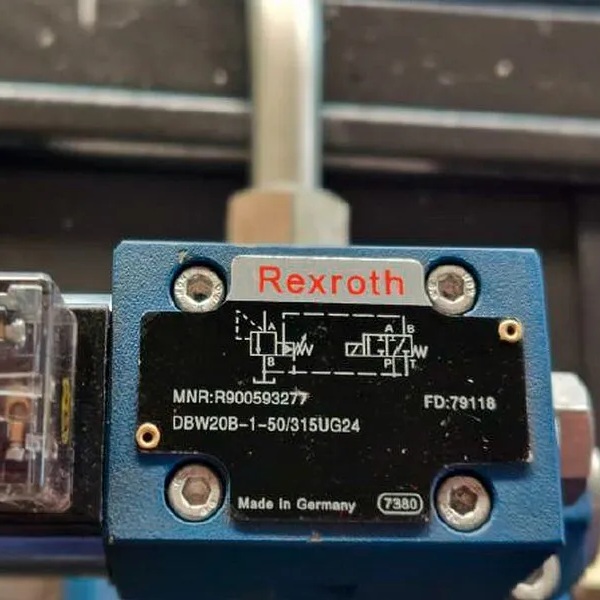 Rexroth
A
B
A B
P T
MNR:R900593277
FD:79118
DBW20B-1-50/315UG24
Made in Germany
7380